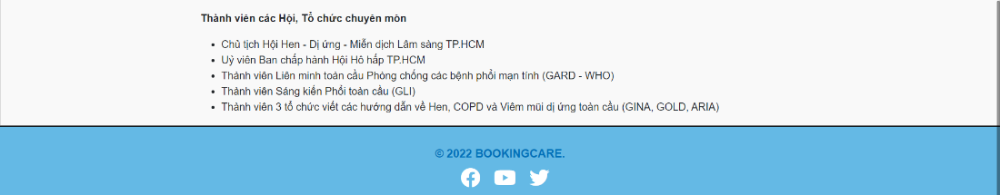 Thành viên các Hội, Tổ chức chuyên môn
Chủ tịch Hội Hen - Dị ứng - Miễn dịch Lâm sàng TP.HCM
Uỷ viên Ban chấp hành Hội Hô hấp TP.HCM
Thành viên Liên minh toàn cầu Phòng chống các bệnh phổi mạn tính (GARD - WHO)
Thành viên Sáng kiến Phổi toàn cầu (GLI)
Thành viên 3 tổ chức viết các hướng dẫn về Hen, COPD và Viêm mũi dị ứng toàn cầu (GINA, GOLD, ARIA)
© 2022 BOOKINGCARE.